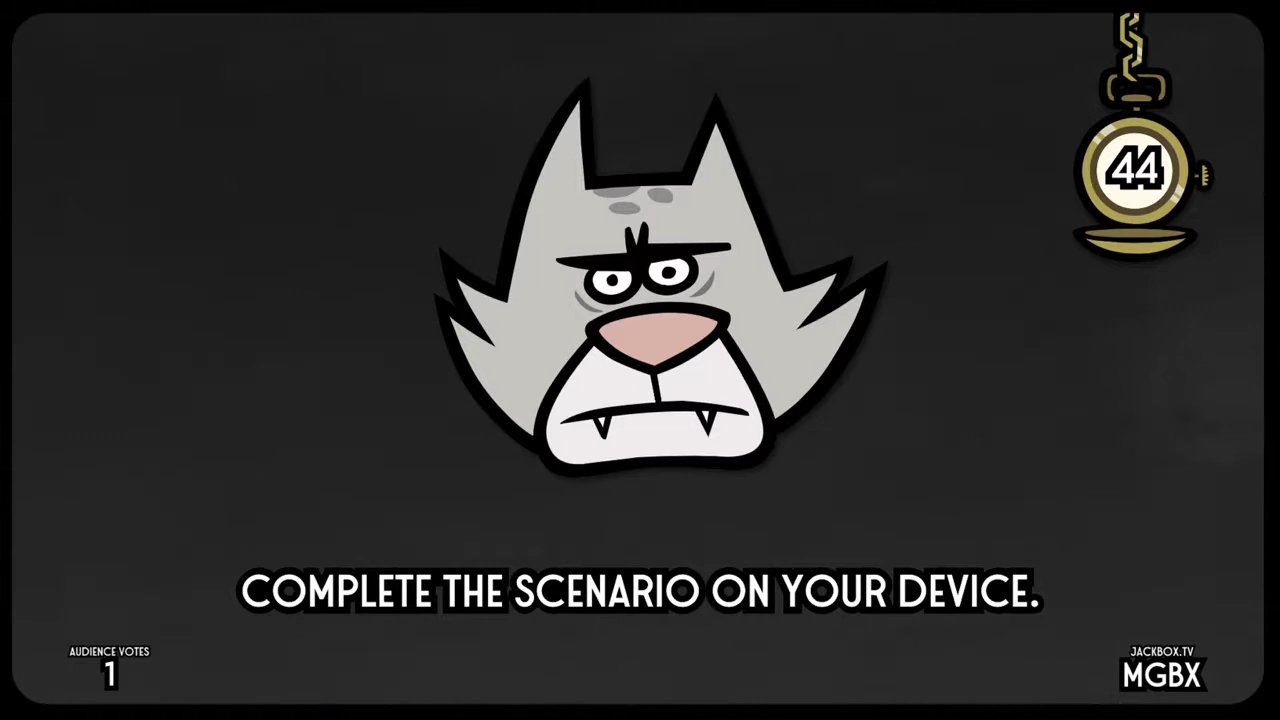 44
COMPLETE THE SCENARIO ON YOUR DEVICE.
AUDIENCE VOTES
1
JACKBOX.TV
MGBX